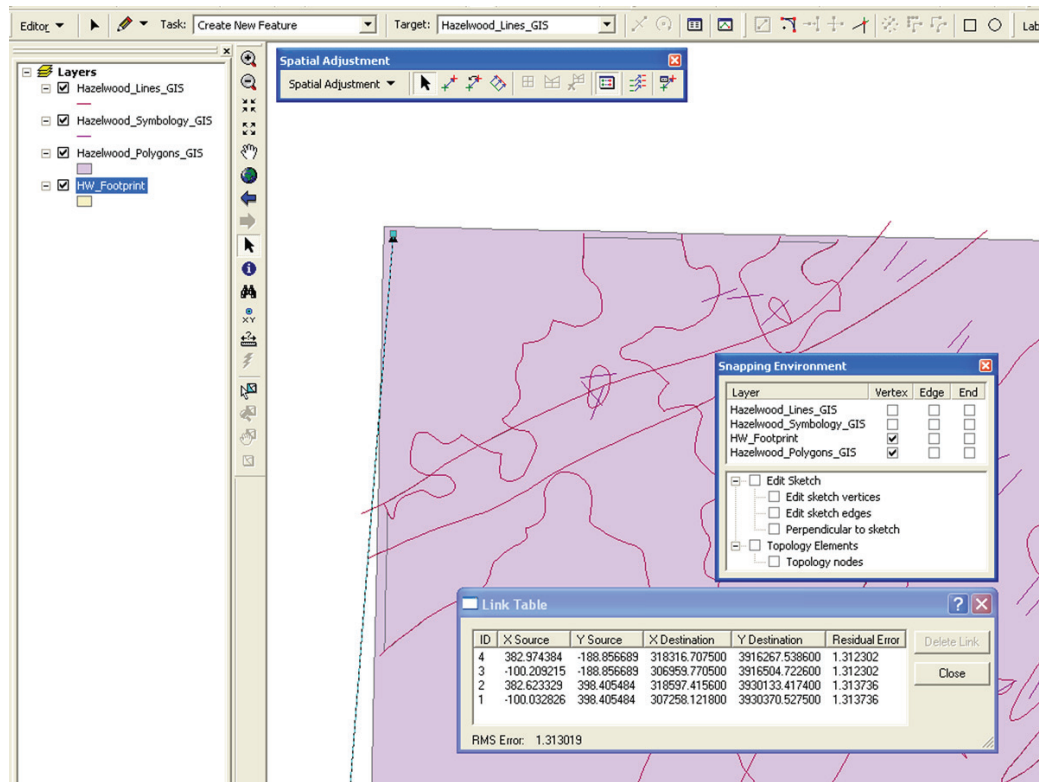 Editor Task: Create New Feature Target: Hazelwood_Lines_GIS Lab
Layers
Hazelwood_Lines_GIS
Hazelwood_Symbology_GIS
Hazelwood_Polygons_GIS
HW_Footprint
XY
Spatial Adjustment
Spatial Adjustment
Snapping Environment
Layer Vertex Edge End
Hazelwood_Lines_GIS
Hazelwood_Symbology_GIS
HW_Footprint
Hazelwood_Polygons_GIS
Edit Sketch
Edit sketch vertices
Edit sketch edges
Perpendicular to sketch
Topology Elements
Topology nodes
Link Table
ID X Source Y Source X Destination Y Destination Residual Error
4 382.974384 -188.856689 318316.707500 3916267.538600 1.312302
3 -100.209215 -188.856689 306959.770500 3916504.722600 1.312302
2 382.623329 398.405484 318597.415600 3930133.417400 1.313736
1 -100.032826 398.405484 307258.121800 3930370.527500 1.313736
Delete Link
Close
RMS Error: 1.313019